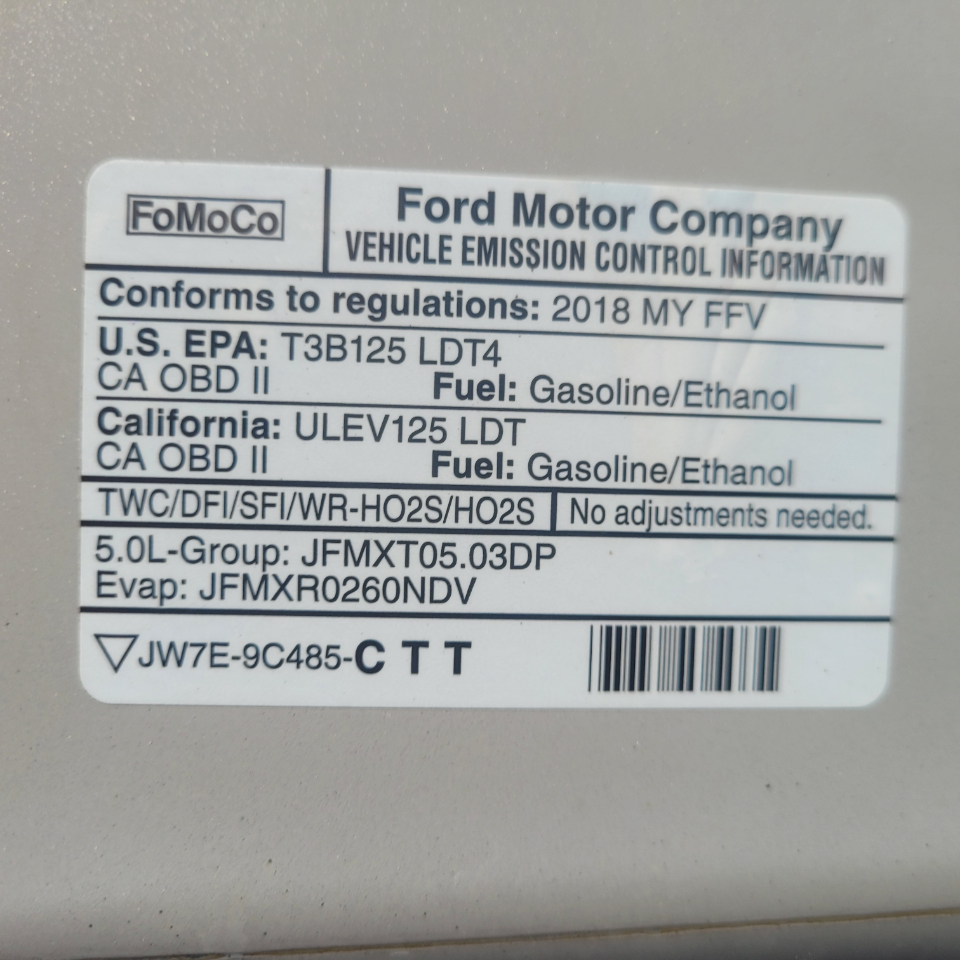 FoMoCo
Ford Motor Company
VEHICLE EMISSION CONTROL INFORMATION
Conforms to regulations: 2018 MY FFV
U.S. EPA: T3B125 LDT4
CA OBD II Fuel: Gasoline/Ethanol
California: ULEV125 LDT
CA OBD II Fuel: Gasoline/Ethanol
TWC/DFI/SFI/WR-HO2S/HO2S No adjustments needed.
5.0L-Group: JFMXT05.03DP
Evap: JFMXR0260NDV
JW7E-9C485-C T T